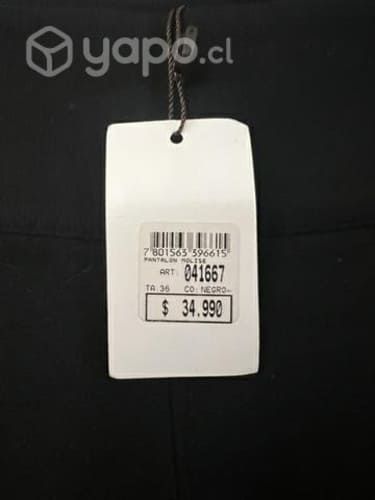 yapo.cl
7 801563 396615
PANTALON MOLISE
ART: 041667
TA:36 CO:NEGRO-
$ 34.990